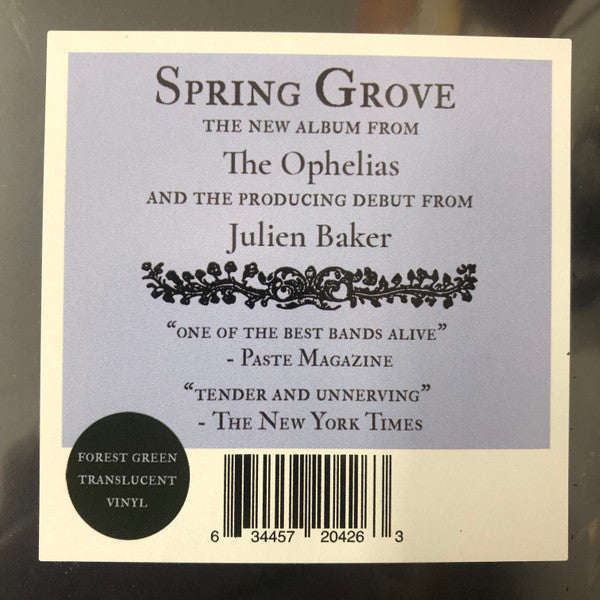 Spring Grove
the new album from
The Ophelias
and the producing debut from
Julien Baker
“one of the best bands alive”
- Paste Magazine
“tender and unnerving”
- The New York Times
forest green
translucent
vinyl
6 34457 20426 3